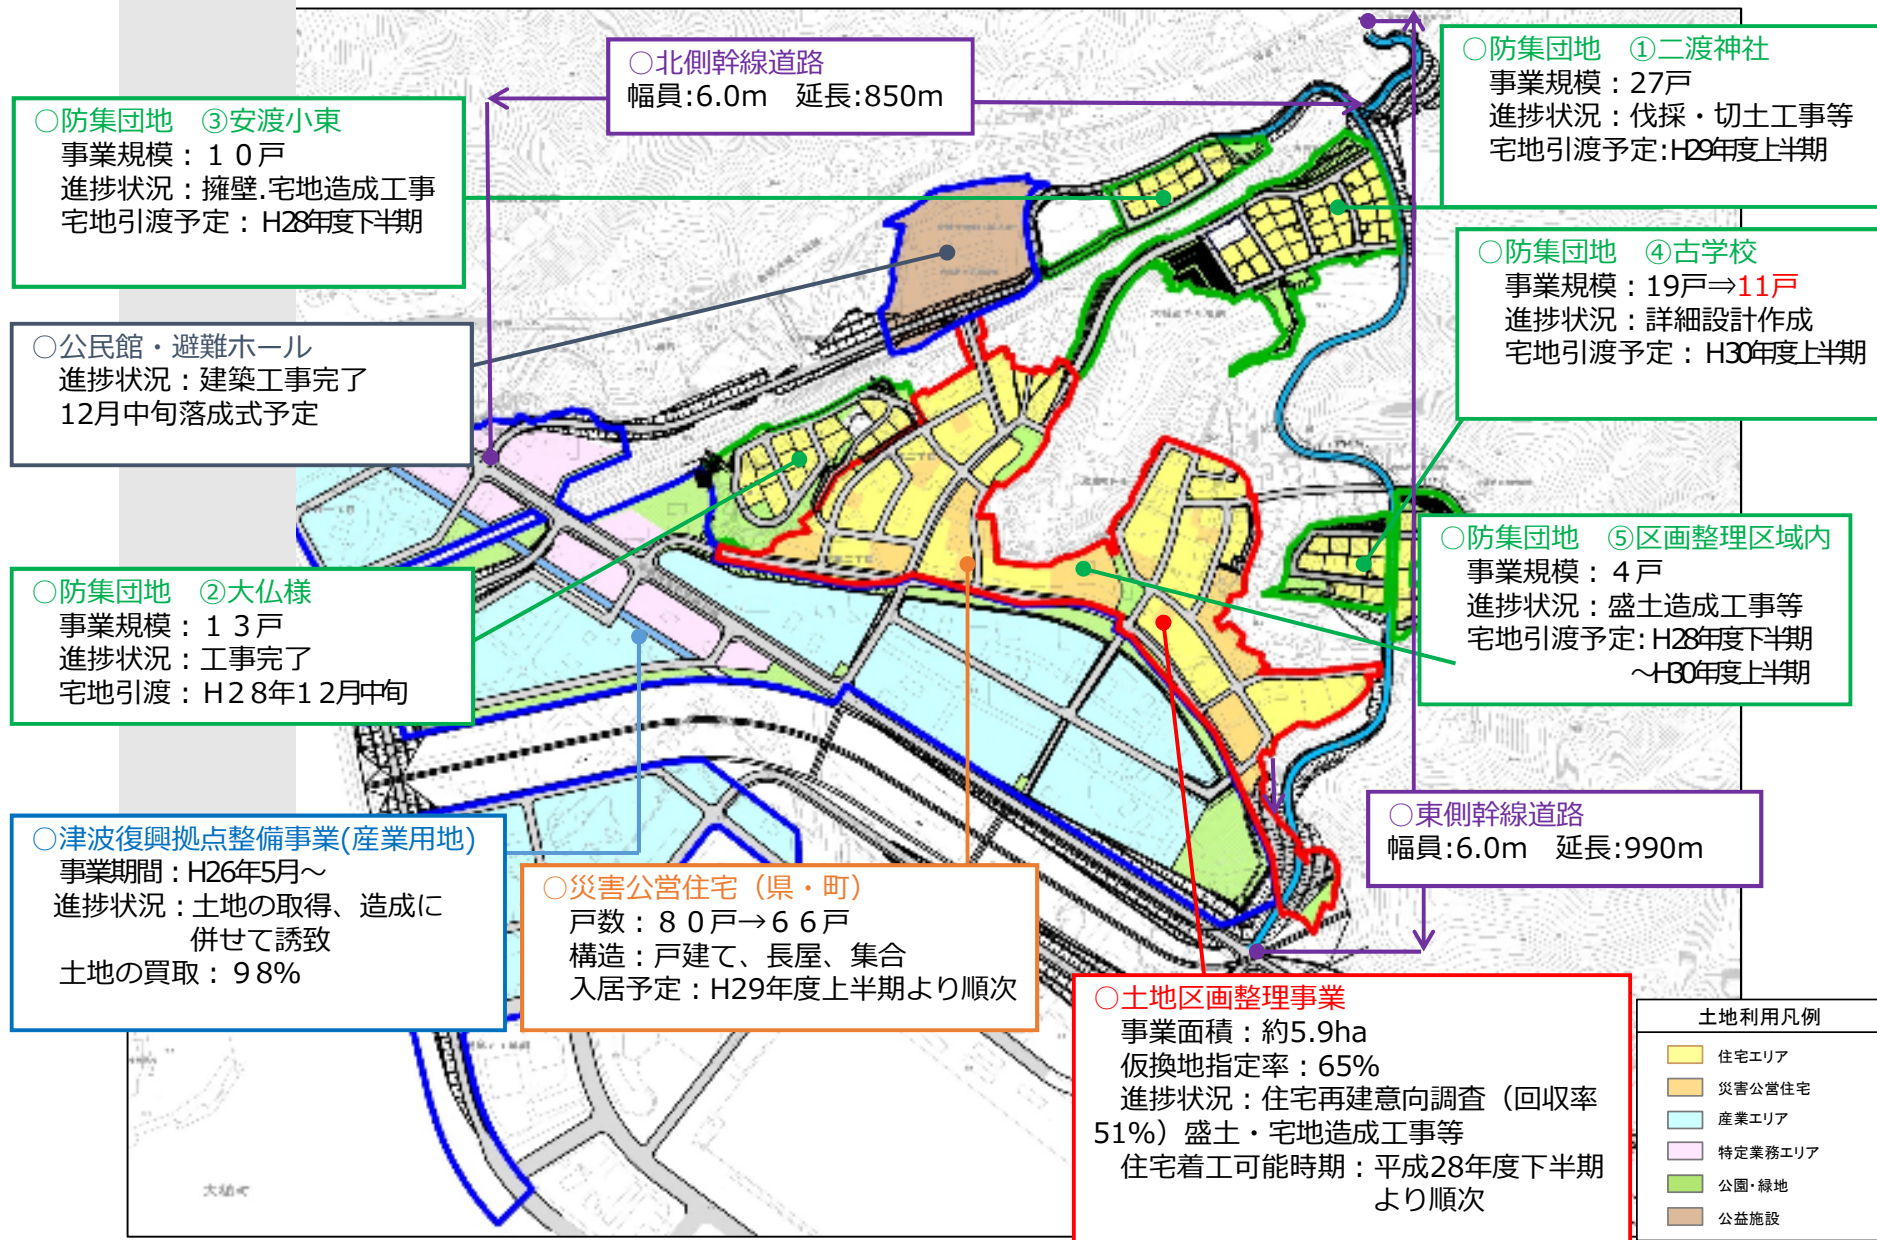 ○北側幹線道路
幅員:6.0m　延長:850m
○防集団地　①二渡神社
事業規模：27戸
進捗状況：伐採・切土工事等
宅地引渡予定:H29年度上半期
○防集団地　③安渡小東
事業規模：１０戸
進捗状況：擁壁.宅地造成工事
宅地引渡予定：H28年度下半期
○防集団地　④古学校
事業規模：19戸⇒11戸
進捗状況：詳細設計作成
宅地引渡予定：H30年度上半期
○公民館・避難ホール
進捗状況：建築工事完了
12月中旬落成式予定
○防集団地　⑤区画整理区域内
事業規模：４戸
進捗状況：盛土造成工事等
宅地引渡予定:H28年度下半期
～H30年度上半期
○防集団地　②大仏様
事業規模：１３戸
進捗状況：工事完了
宅地引渡：H２８年１２月中旬
○東側幹線道路
幅員:6.0m　延長:990m
○津波復興拠点整備事業(産業用地)
事業期間：H26年5月～
進捗状況：土地の取得、造成に
併せて誘致
土地の買取：９８%
○災害公営住宅（県・町）
戸数：８０戸→６６戸
構造：戸建て、長屋、集合
入居予定：H29年度上半期より順次
○土地区画整理事業
事業面積：約5.9ha
仮換地指定率：65%
進捗状況：住宅再建意向調査（回収率
51%）盛土・宅地造成工事等
住宅着工可能時期：平成28年度下半期
より順次
土地利用凡例
住宅エリア
災害公営住宅
産業エリア
特定業務エリア
公園・緑地
公益施設
大槌町